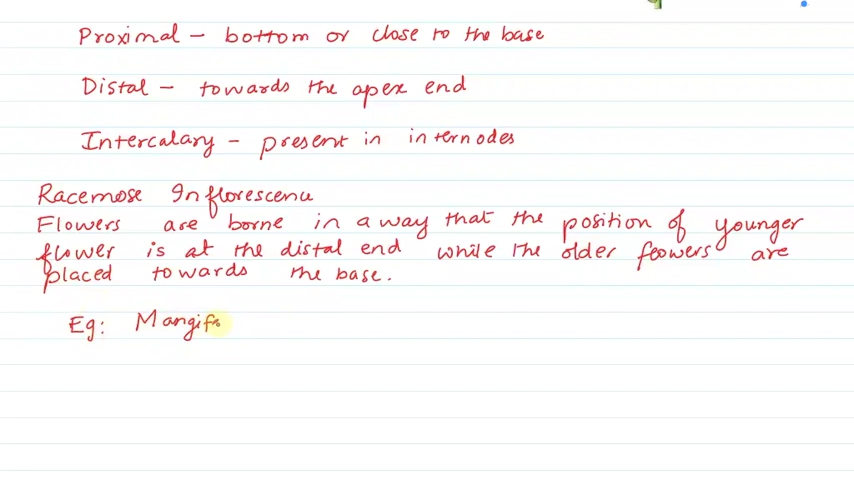 Proximal – bottom or close to the base
Distal – towards the apex end
Intercalary – present in internodes
Racemose Inflorescence
Flowers are borne in a way that the position of younger
flower is at the distal end while the older flowers are
placed towards the base.
Eg: Mangif